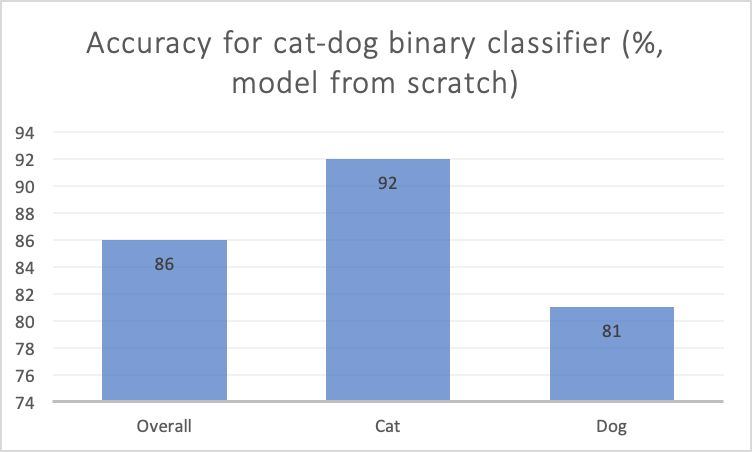 Accuracy for cat-dog binary classifier (%,
model from scratch)
94
92
90
88
86
84
82
80
78
76
74
86
92
81
Overall
Cat
Dog